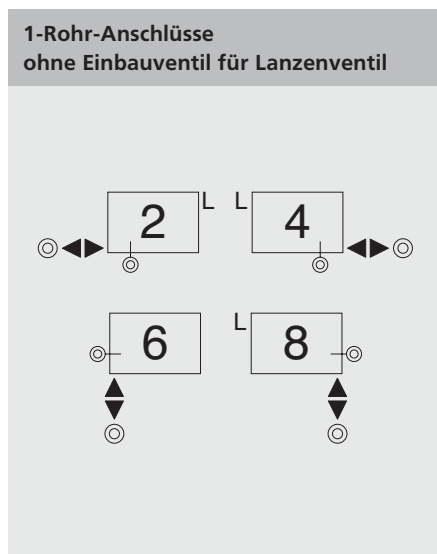 1-Rohr-Anschlüsse
ohne Einbauventil für Lanzenventil
2 L L 4
6 L 8